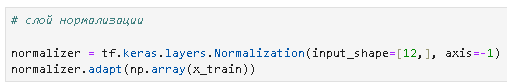 # слой нормализации
normalizer = tf.keras.layers.Normalization(input_shape=[12,], axis=-1)
normalizer.adapt(np.array(x_train))